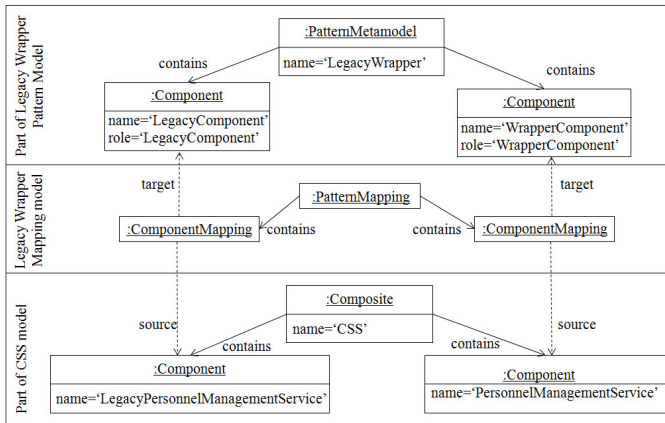 Part of Legacy Wrapper
Pattern Model
:PatternMetamodel
name=‘LegacyWrapper’
contains
contains
:Component
name=‘LegacyComponent’
role=‘LegacyComponent’
:Component
name=‘WrapperComponent’
role=‘WrapperComponent’
Legacy Wrapper
Mapping model
target
target
:PatternMapping
contains
contains
:ComponentMapping
:ComponentMapping
Part of CSS model
source
source
:Composite
name=‘CSS’
contains
contains
:Component
name=‘LegacyPersonnelManagementService’
:Component
name=‘PersonnelManagementService’